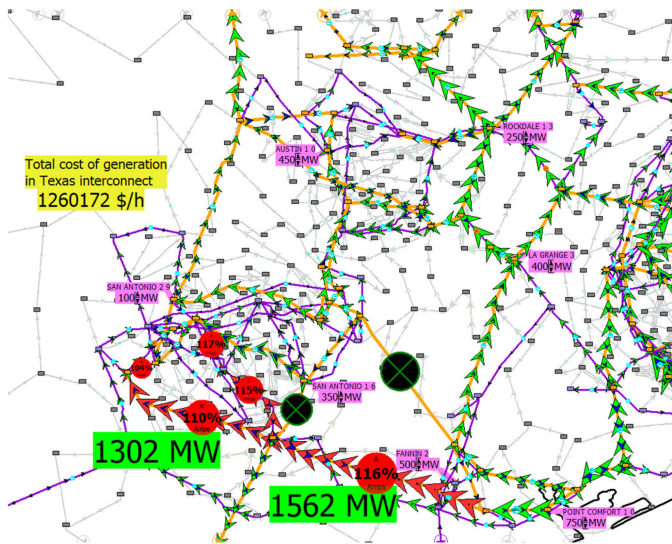 ROCKDALE 1 3
250 MW
AUSTIN 1 0
450 MW
Total cost of generation
in Texas interconnect
1260172 $/h
LA GRANGE 3
400 MW
SAN ANTONIO 2 9
100 MW
117%
104%
115%
SAN ANTONIO 1 6
350 MW
A
110%
Amps
1302 MW
FANNIN 2
500 MW
A
116%
Amps
1562 MW
POINT COMFORT 1 0
750 MW